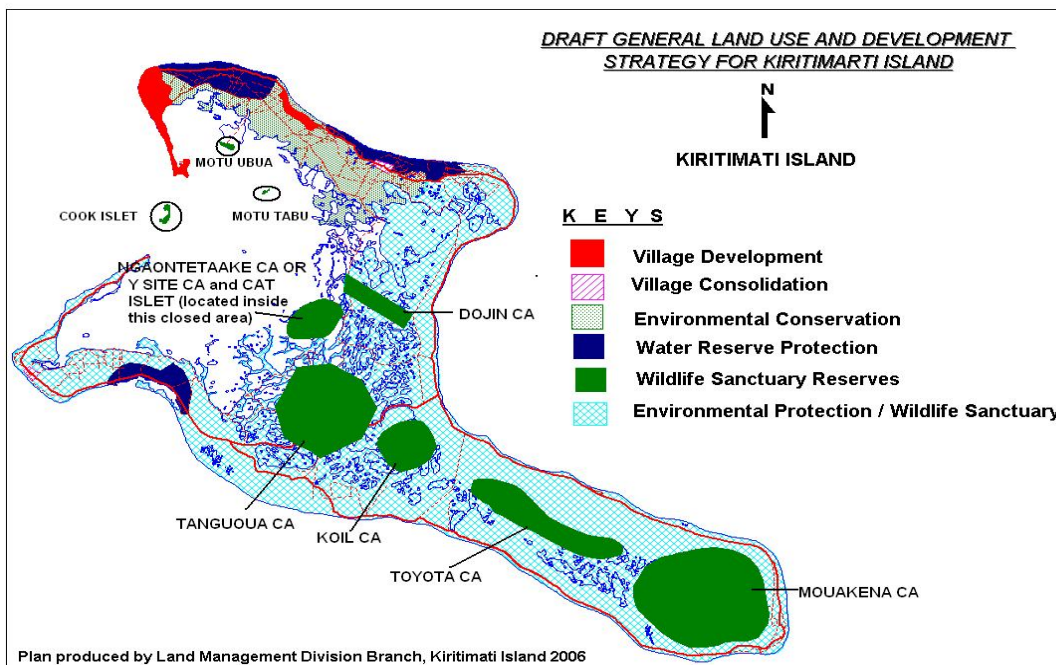 DRAFT GENERAL LAND USE AND DEVELOPMENT
STRATEGY FOR KIRITIMARTI ISLAND
N
KIRITIMATI ISLAND
MOTU UBUA
MOTU TABU
COOK ISLET
NGAONTETAAKE CA OR
Y SITE CA and CAT
ISLET (located inside
this closed area)
DOJIN CA
K E Y S
Village Development
Village Consolidation
Environmental Conservation
Water Reserve Protection
Wildlife Sanctuary Reserves
Environmental Protection / Wildlife Sanctuary
TANGUOUA CA
KOIL CA
TOYOTA CA
MOUAKENA CA
Plan produced by Land Management Division Branch, Kiritimati Island 2006